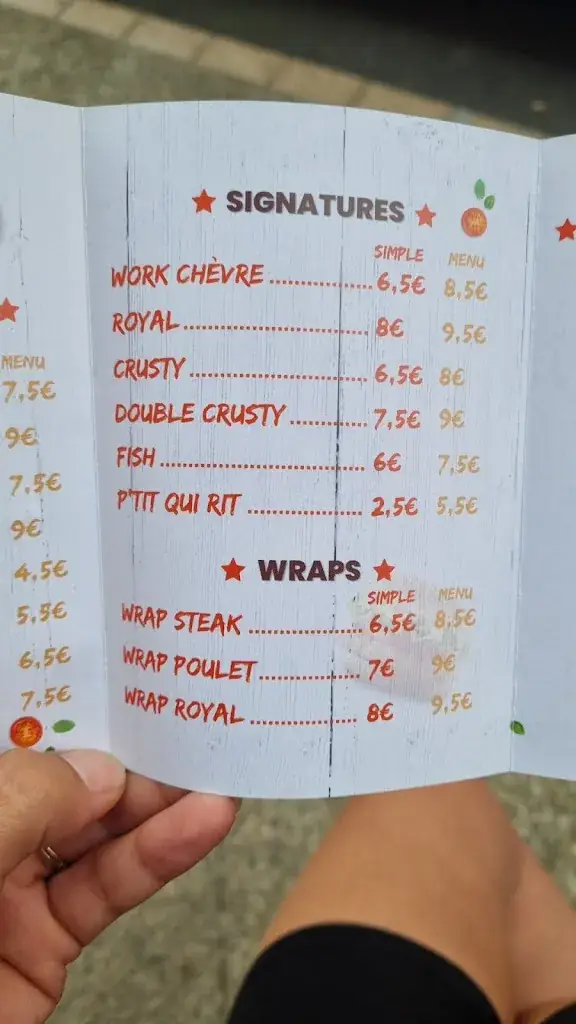 MENU
7,5€
9€
7,5€
9€
4,5€
5,5€
6,5€
7,5€
SIGNATURES
SIMPLE MENU
WORK CHÈVRE ................ 6,5€ 8,5€
ROYAL ............................ 8€ 9,5€
CRUSTY ........................... 6,5€ 8€
DOUBLE CRUSTY ............ 7,5€ 9€
FISH ............................... 6€ 7,5€
P'TIT QUI RIT ................. 2,5€ 5,5€
WRAPS
SIMPLE MENU
WRAP STEAK ................. 6,5€ 8,5€
WRAP POULET ............... 7€ 9€
WRAP ROYAL ................ 8€ 9,5€